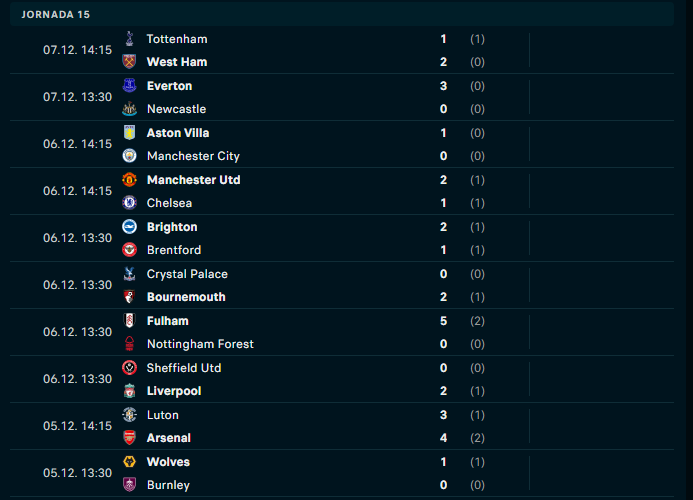 JORNADA 15
07.12. 14:15
Tottenham 1 (1)
West Ham 2 (0)
07.12. 13:30
Everton 3 (0)
Newcastle 0 (0)
06.12. 14:15
Aston Villa 1 (0)
Manchester City 0 (0)
06.12. 14:15
Manchester Utd 2 (1)
Chelsea 1 (1)
06.12. 13:30
Brighton 2 (1)
Brentford 1 (1)
06.12. 13:30
Crystal Palace 0 (0)
Bournemouth 2 (1)
06.12. 13:30
Fulham 5 (2)
Nottingham Forest 0 (0)
06.12. 13:30
Sheffield Utd 0 (0)
Liverpool 2 (1)
05.12. 14:15
Luton 3 (1)
Arsenal 4 (2)
05.12. 13:30
Wolves 1 (1)
Burnley 0 (0)